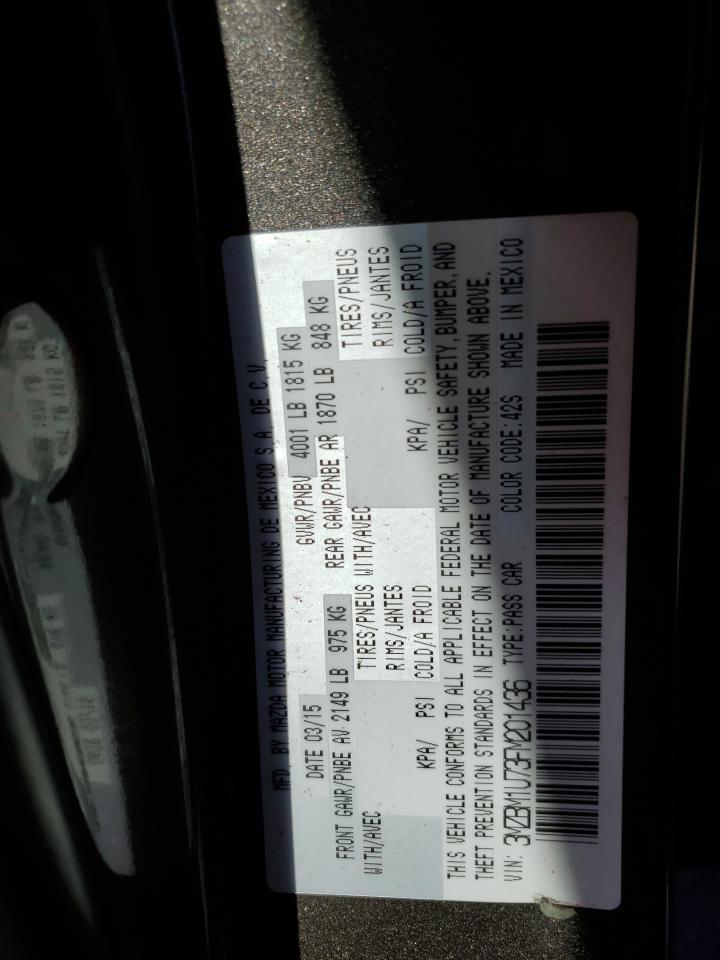 MFD. BY MAZDA MOTOR MANUFACTURING DE MEXICO S.A. DE C.V.
DATE 03/15 GVWR/PNBV 4001 LB 1815 KG
FRONT GAWR/PNBE AV 2149 LB 975 KG REAR GAWR/PNBE AR 1870 LB 848 KG
WITH/AVEC TIRES/PNEUS WITH/AVEC TIRES/PNEUS
RIMS/JANTES RIMS/JANTES
KPA/ PSI COLD/A FROID KPA/ PSI COLD/A FROID
THIS VEHICLE CONFORMS TO ALL APPLICABLE FEDERAL MOTOR VEHICLE SAFETY,BUMPER,AND
THEFT PREVENTION STANDARDS IN EFFECT ON THE DATE OF MANUFACTURE SHOWN ABOVE.
VIN: 3MZBM1U73FM201436 TYPE:PASS CAR COLOR CODE:42S MADE IN MEXICO